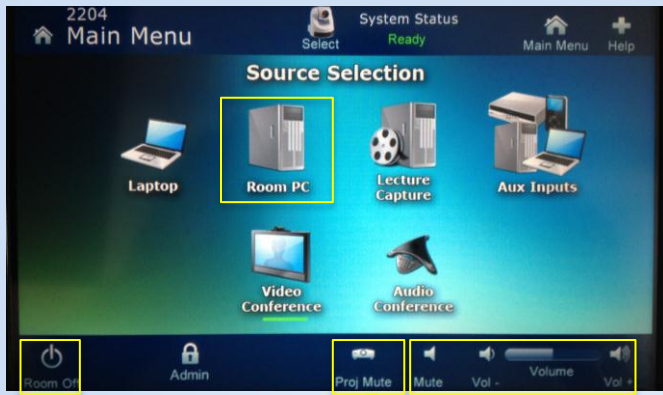 2204
Main Menu
Select
System Status
Ready
Main Menu
Help
Source Selection
Laptop
Room PC
Lecture
Capture
Aux Inputs
Video
Conference
Audio
Conference
Room Off
Admin
Proj Mute
Mute
Vol -
Volume
Vol +